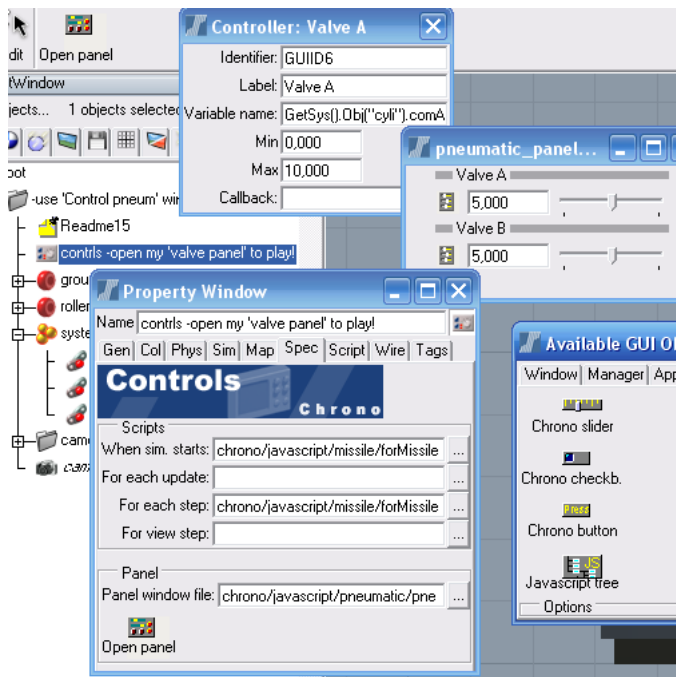 dit Open panel
tWindow
jects... 1 objects selected
oot
-use 'Control pneum' win
Readme15
contrls -open my 'valve panel' to play!
grou
roller
syste
came
came
Controller: Valve A
Identifier: GUIID6
Label: Valve A
Variable name: GetSys().Obj("cyli").comA
Min 0,000
Max 10,000
Callback:
pneumatic_panel...
Valve A
5,000
Valve B
5,000
Property Window
Name contrls -open my 'valve panel' to play!
Gen Col Phys Sim Map Spec Script Wire Tags
Controls
Chrono
Scripts
When sim. starts: chrono/javascript/missile/forMissile ...
For each update: ...
For each step: chrono/javascript/missile/forMissile ...
For view step: ...
Panel
Panel window file: chrono/javascript/pneumatic/pne ...
Open panel
Available GUI O
Window Manager App
Chrono slider
Chrono checkb.
Press
Chrono button
JS
Javascript tree
Options